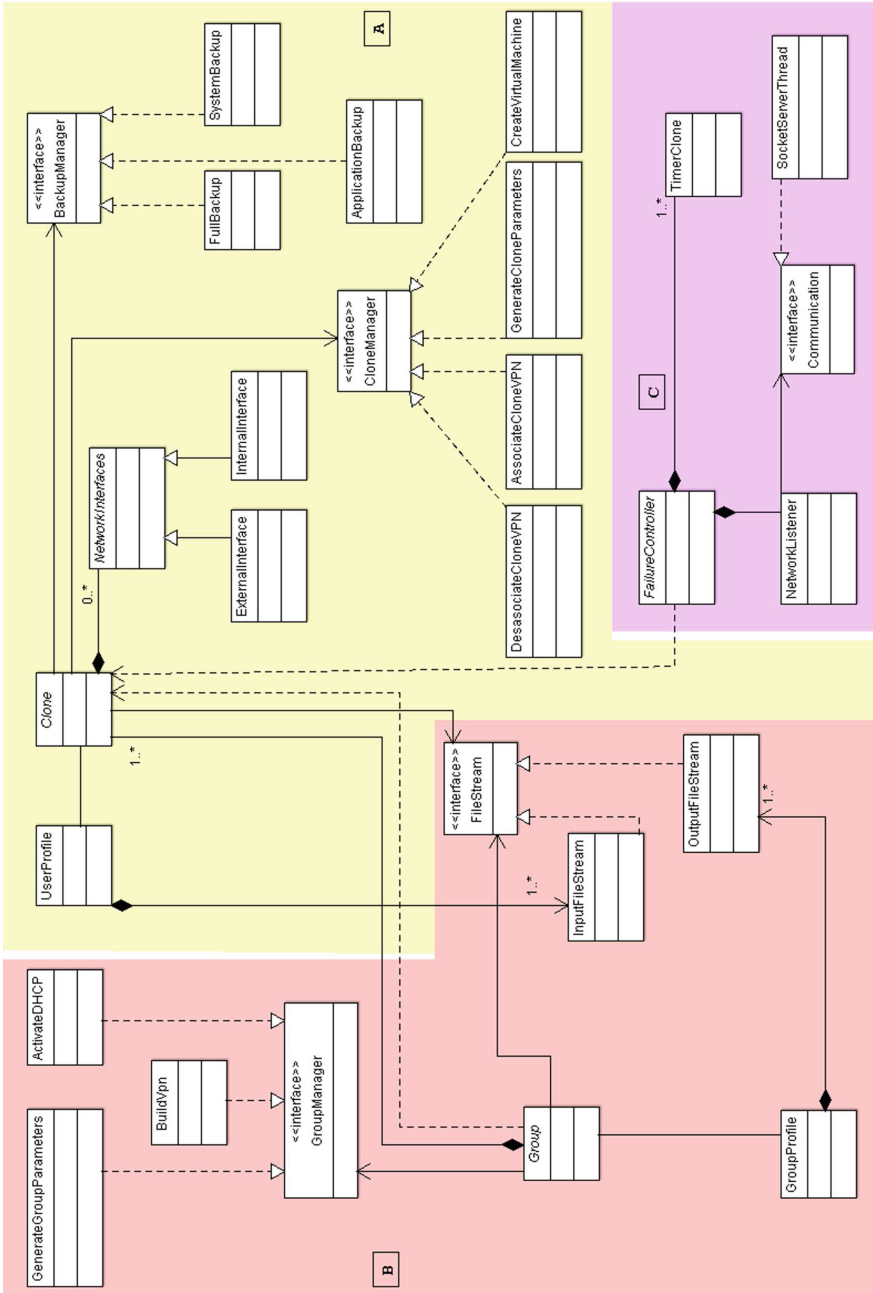 GenerateGroupParameters
ActivateDHCP
BuildVpn
<<interface>>
GroupManager
B
Group
GroupProfile
UserProfile
Clone
1..*
0..*
NetworkInterfaces
ExternalInterface
InternalInterface
<<interface>>
BackupManager
FullBackup
SystemBackup
ApplicationBackup
A
<<interface>>
CloneManager
DesasociateCloneVPN
AssociateCloneVPN
GenerateCloneParameters
CreateVirtualMachine
<<interface>>
FileStream
1..*
InputFileStream
OutputFileStream
1..*
C
FailureController
1..*
TimerClone
NetworkListener
<<interface>>
Communication
SocketServerThread